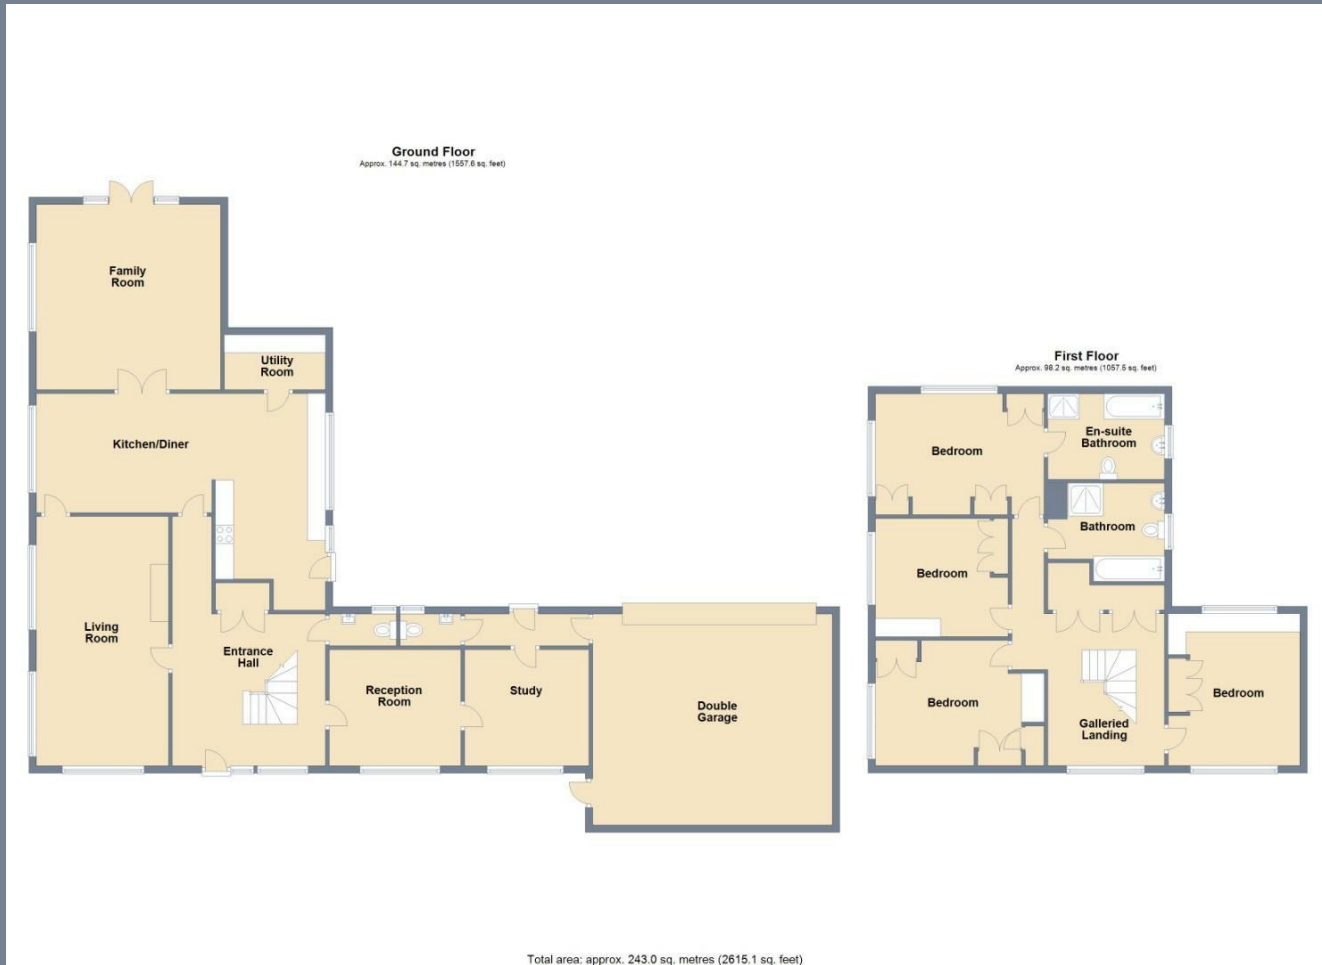 Ground Floor
Approx. 144.7 sq. metres (1557.6 sq. feet)
Family
Room
Utility
Room
Kitchen/Diner
Living
Room
Entrance
Hall
Reception
Room
Study
Double
Garage
First Floor
Approx. 98.2 sq. metres (1057.5 sq. feet)
Bedroom
En-suite
Bathroom
Bathroom
Bedroom
Bedroom
Galleried
Landing
Bedroom
Total area: approx. 243.0 sq. metres (2615.1 sq. feet)